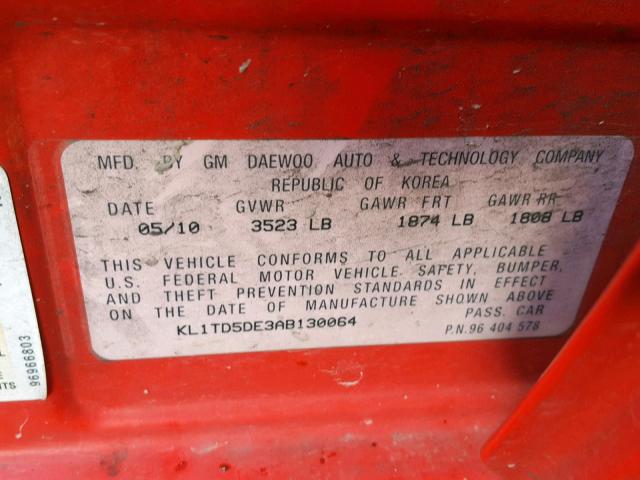 MFD. BY GM DAEWOO AUTO & TECHNOLOGY COMPANY
REPUBLIC OF KOREA
DATE GVWR GAWR FRT GAWR RR
05/10 3523 LB 1874 LB 1808 LB
THIS VEHICLE CONFORMS TO ALL APPLICABLE
U.S. FEDERAL MOTOR VEHICLE SAFETY, BUMPER,
AND THEFT PREVENTION STANDARDS IN EFFECT
ON THE DATE OF MANUFACTURE SHOWN ABOVE
KL1TD5DE3AB130064 PASS. CAR
P.N.96 404 578
96966803